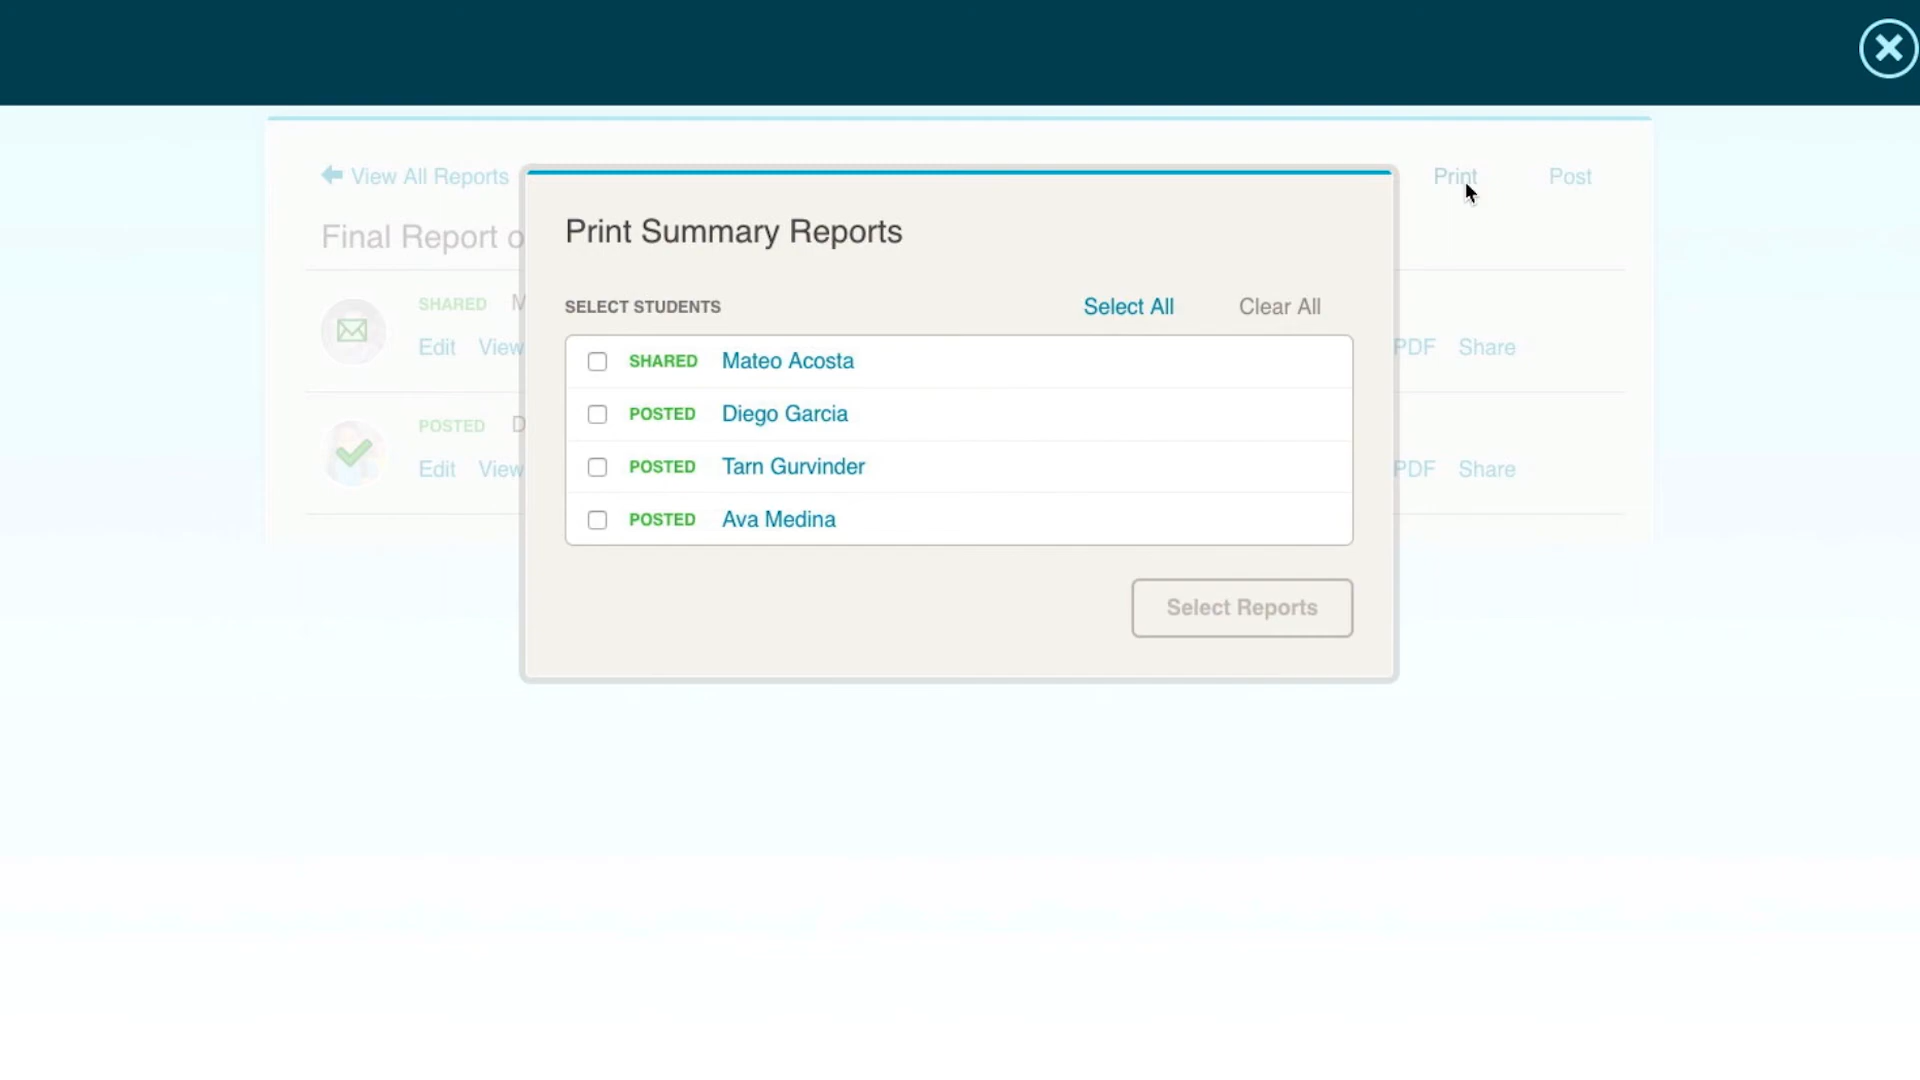 View All Reports
Print
Post
Print Summary Reports
Final Report o
SELECT STUDENTS
Select All
Clear All
SHARED M
Edit View
PDF Share
SHARED Mateo Acosta
POSTED Diego Garcia
POSTED Tarn Gurvinder
POSTED Ava Medina
POSTED D
Edit View
PDF Share
Select Reports